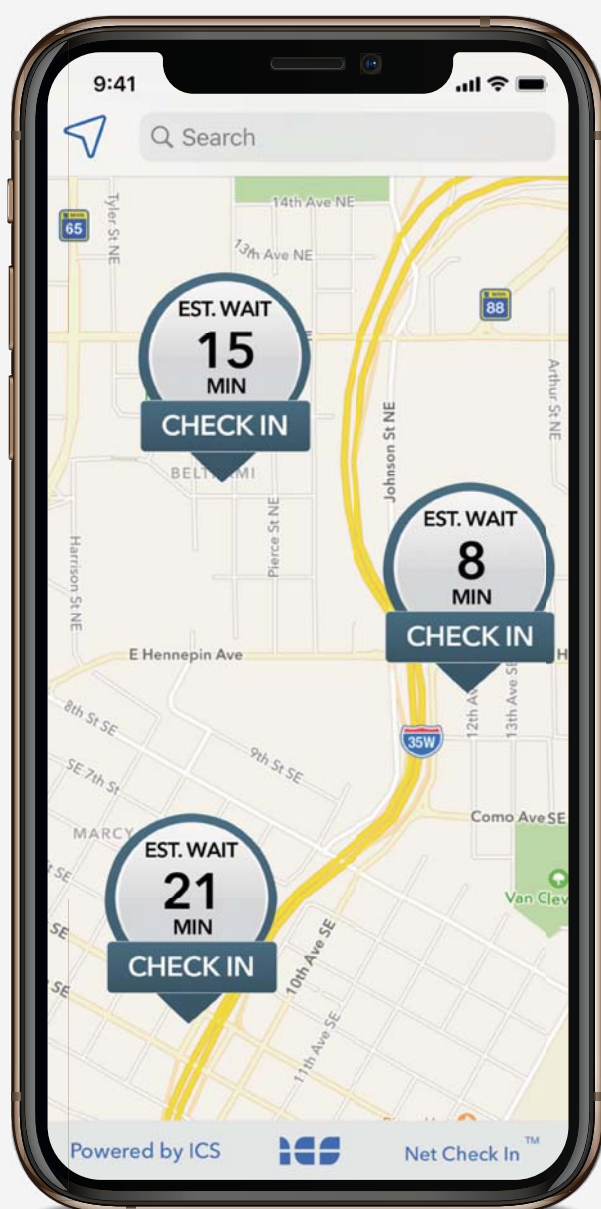 9:41
Search
Tyler St NE
14th Ave NE
65
13th Ave NE
88
EST. WAIT
15
MIN
CHECK IN
Arthur St NE
Johnson St NE
Pierce St NE
EST. WAIT
8
MIN
CHECK IN
Harrison St NE
E Hennepin Ave
H
8th St SE
12th Av
13th Ave SE
35W
9th St SE
SE 7th St
Como Ave SE
MARCY
EST. WAIT
21
MIN
CHECK IN
Van Clev
SE
SE
SE
10th Ave SE
11th Ave SE
Powered by ICS
ICS
Net Check In™